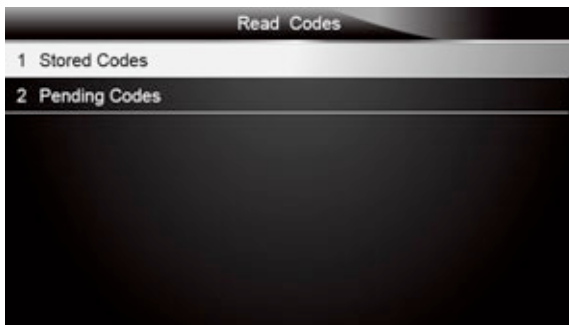 Read Codes
1 Stored Codes
2 Pending Codes